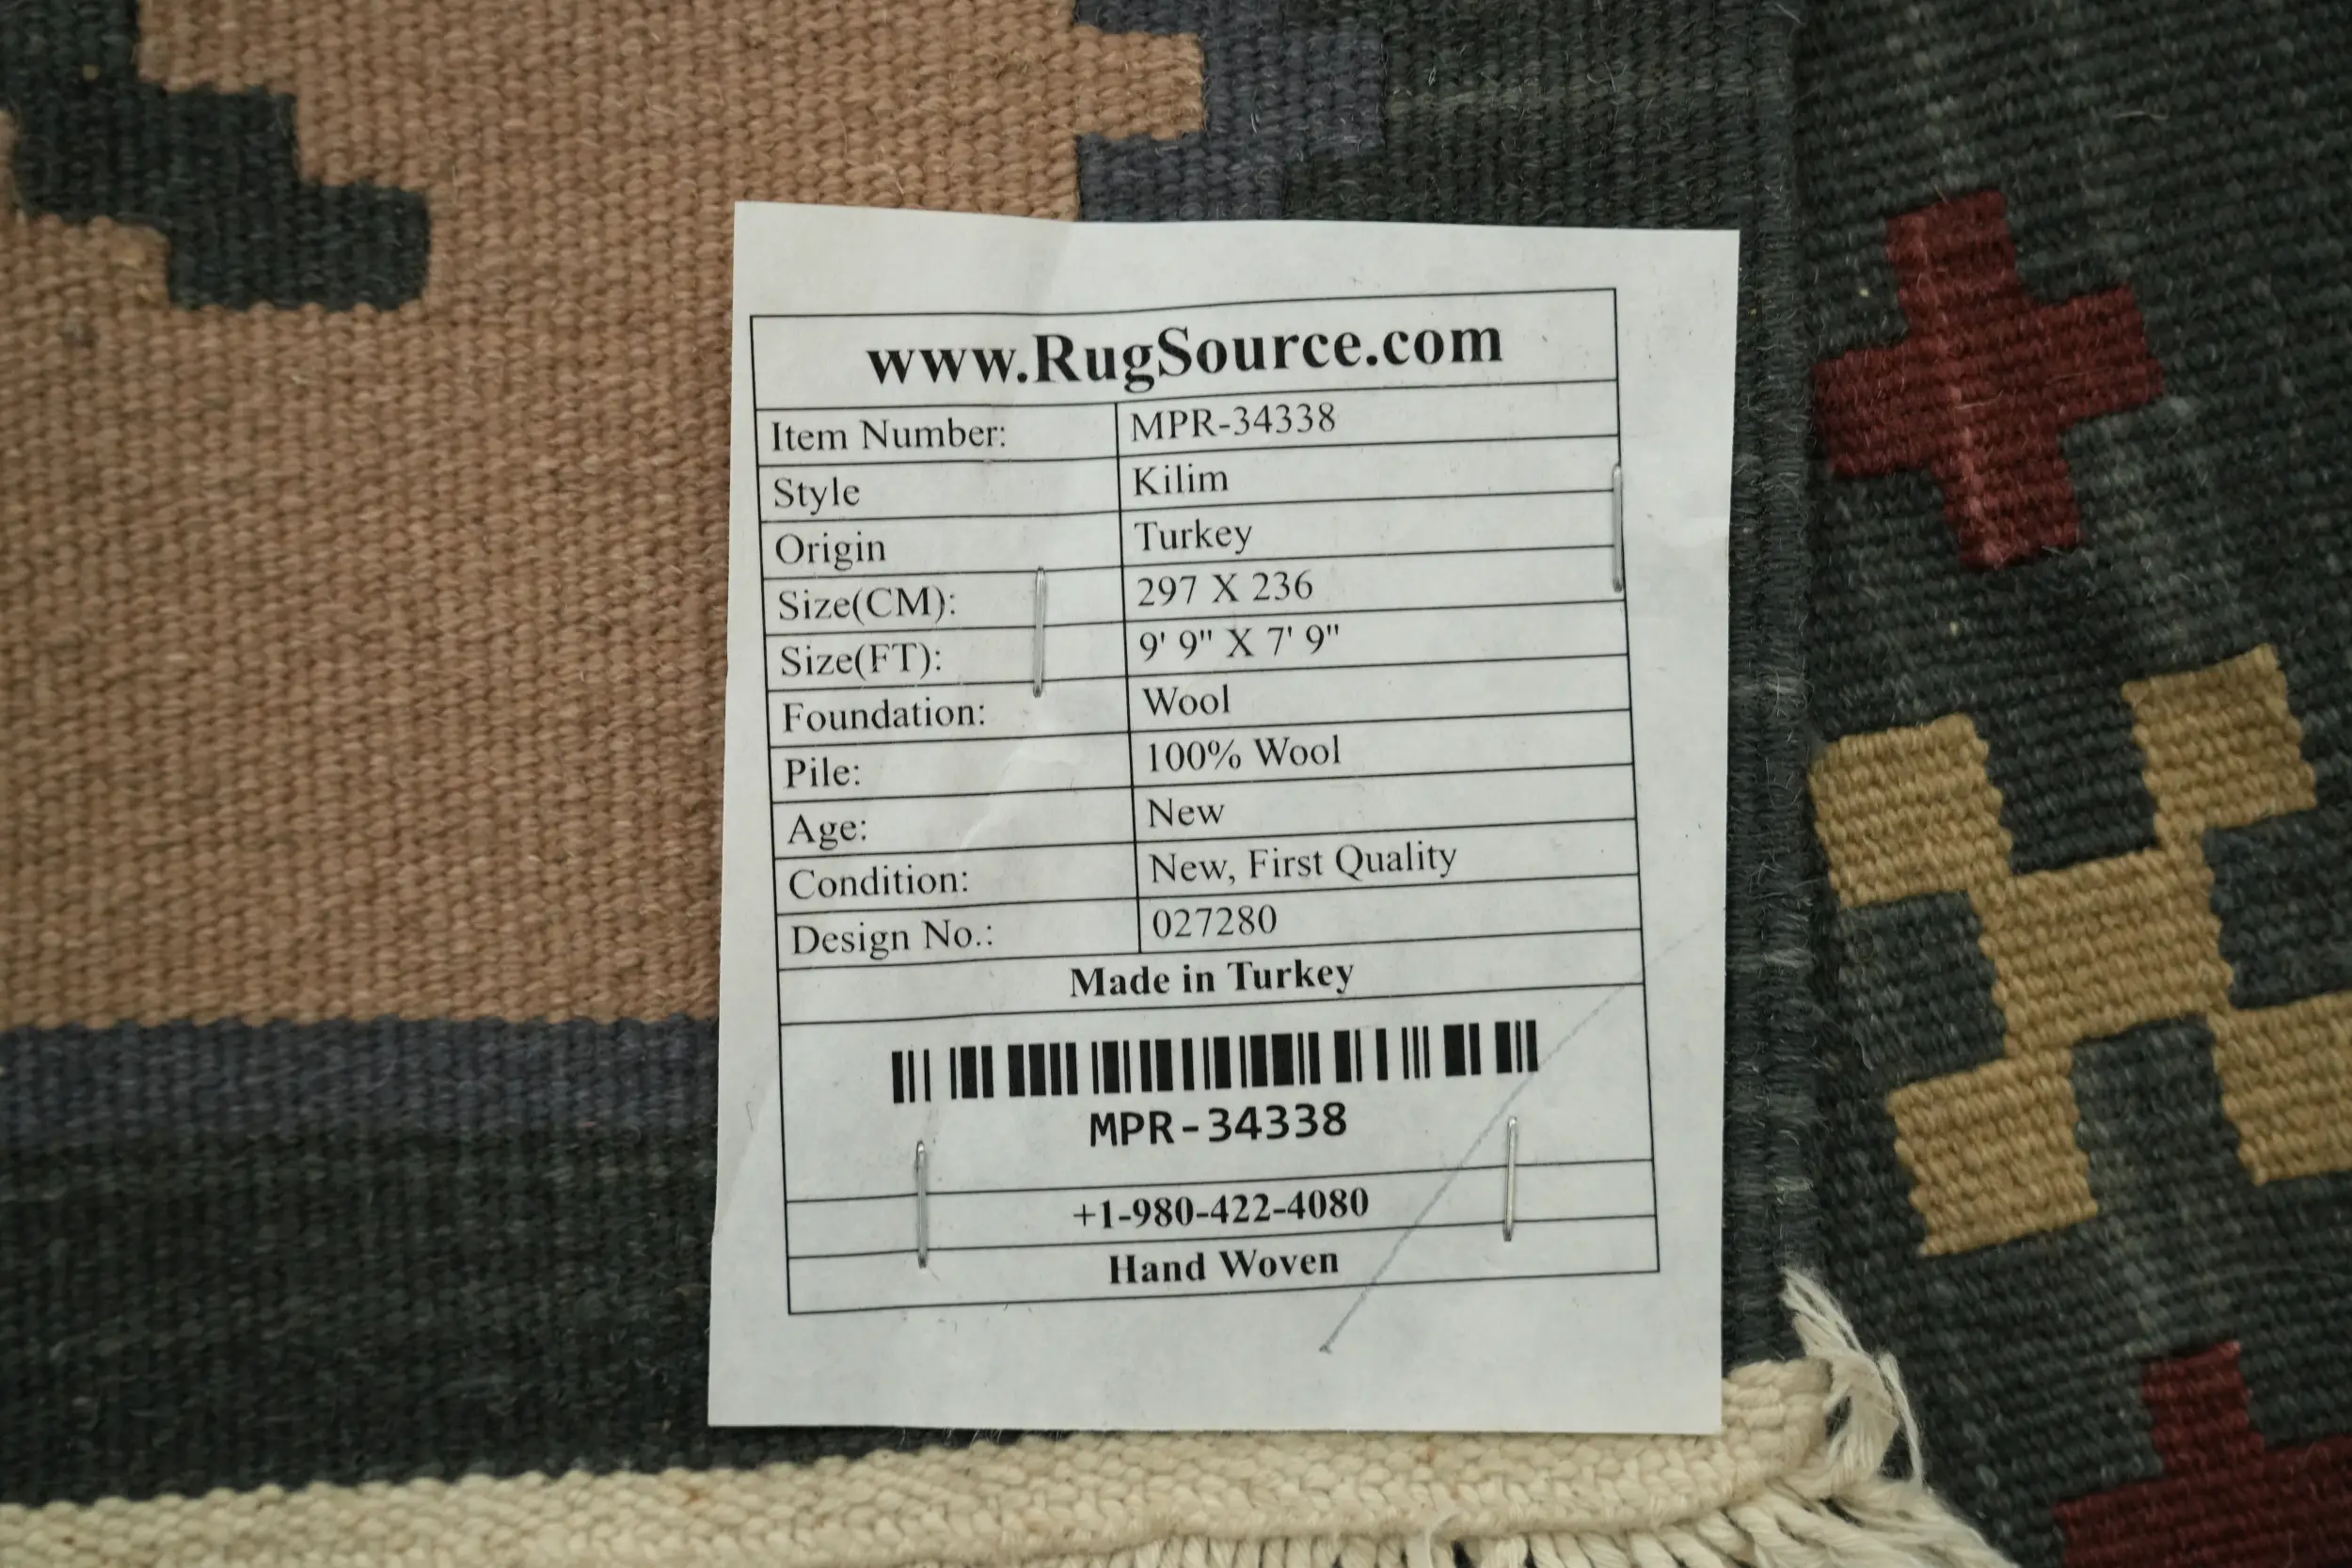 www.RugSource.com
Item Number: MPR-34338
Style Kilim
Origin Turkey
Size(CM): 297 X 236
Size(FT): 9' 9" X 7' 9"
Foundation: Wool
Pile: 100% Wool
Age: New
Condition: New, First Quality
Design No.: 027280
Made in Turkey
MPR-34338
+1-980-422-4080
Hand Woven